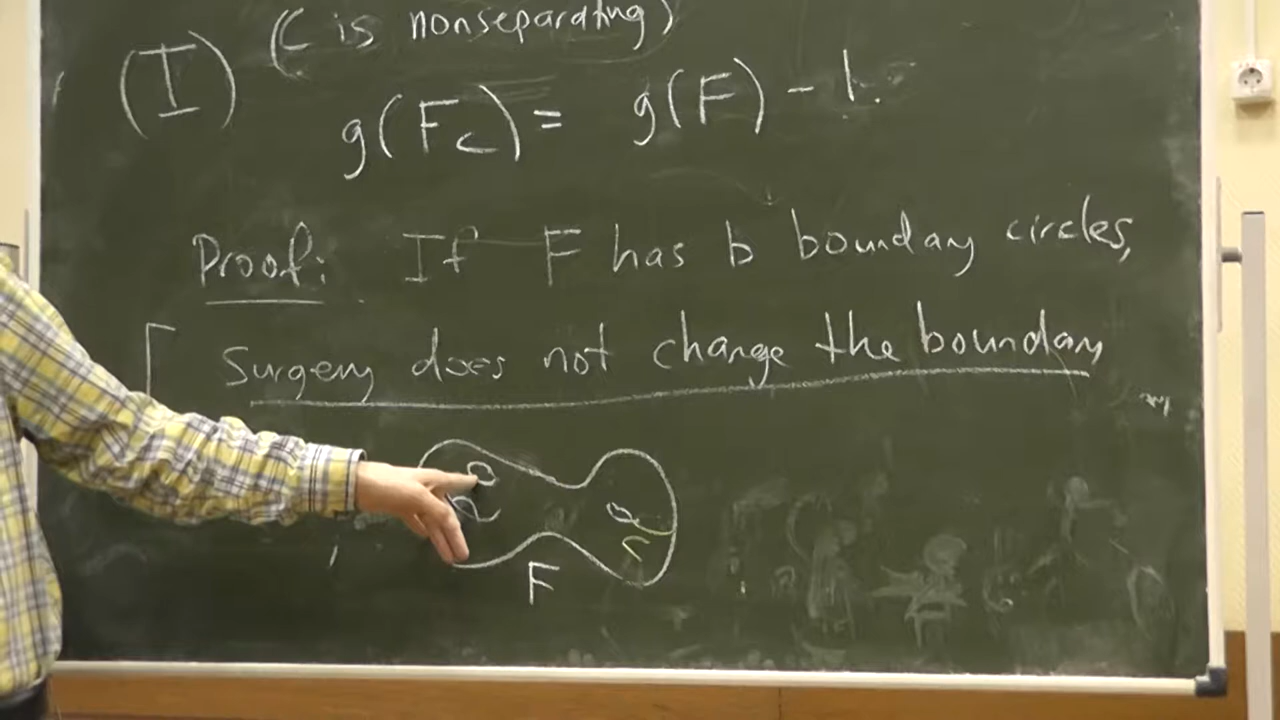 (C is nonseparating)
(I)
g(F_C) = g(F) - 1.
Proof: If F has b boundary circles,
[ Surgery does not change the boundary
F